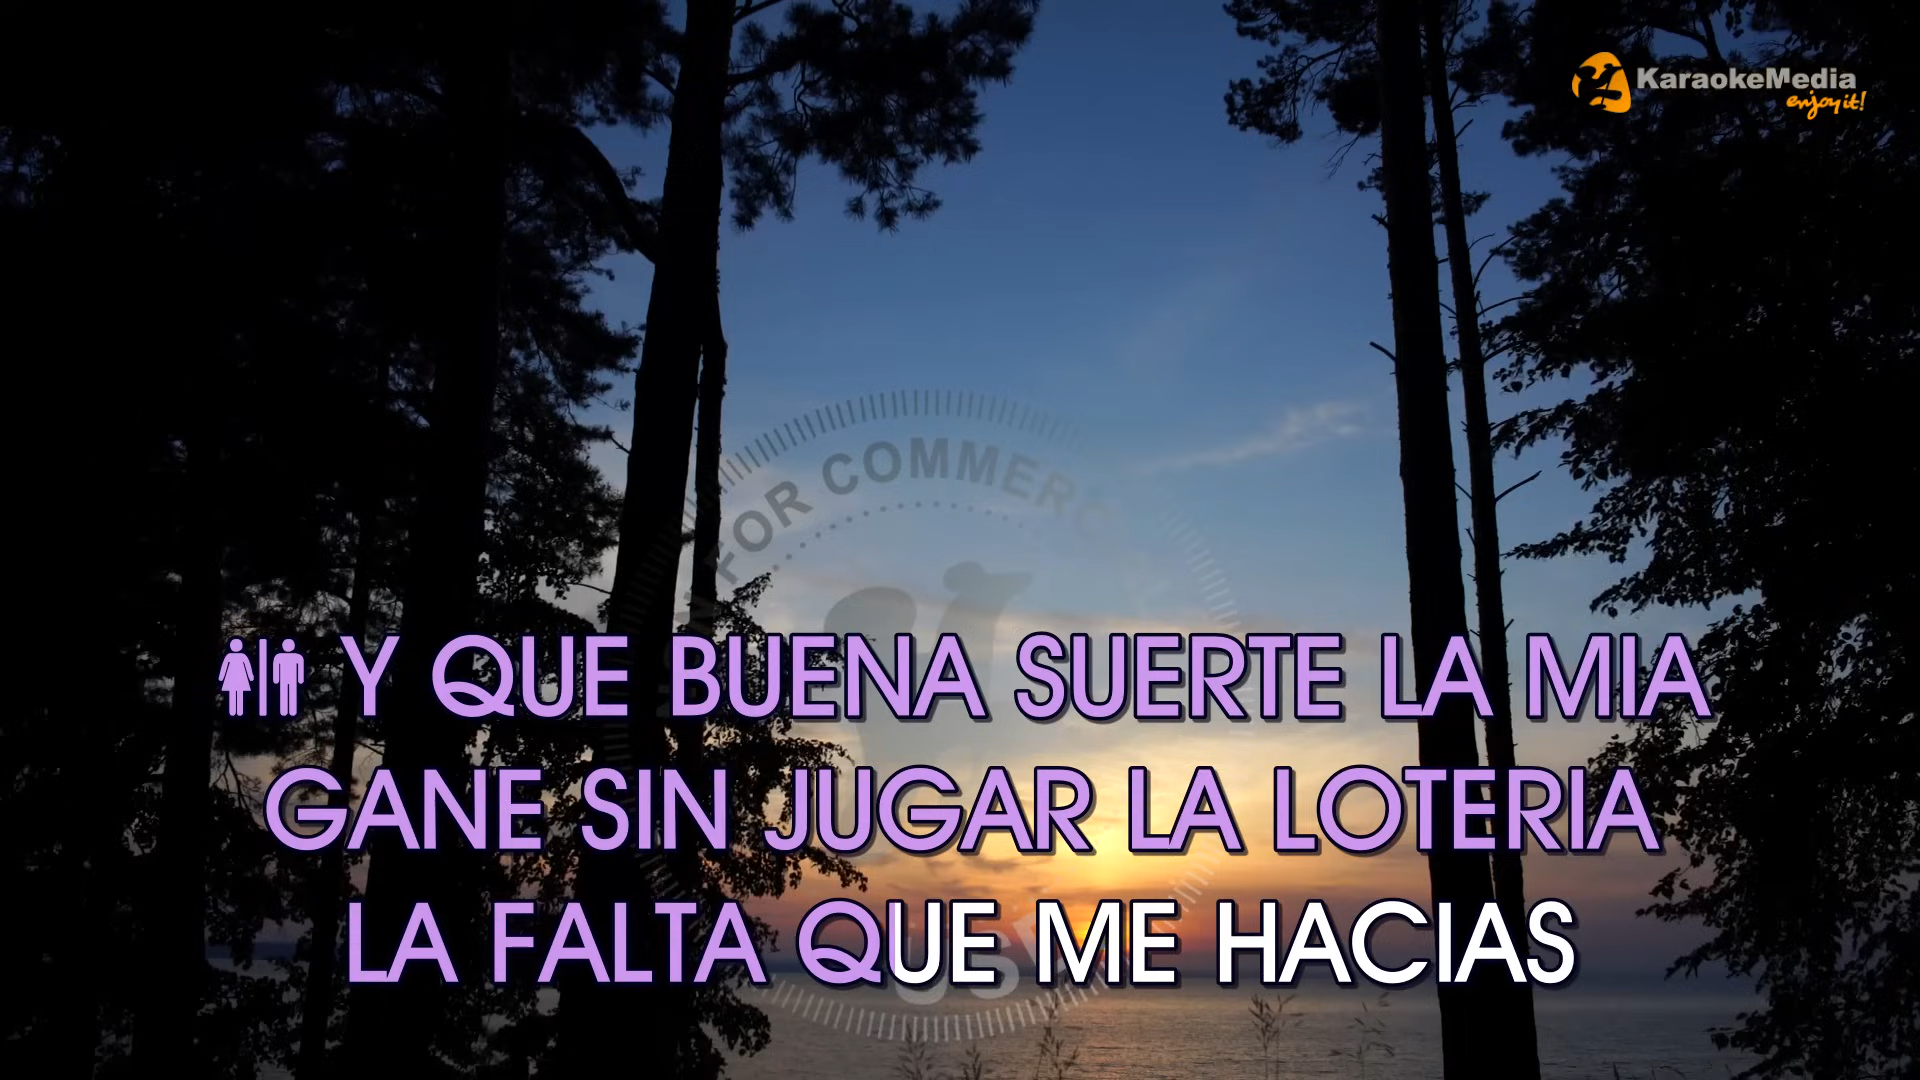 KaraokeMedia
enjoy it!
FOR COMMERC
Y QUE BUENA SUERTE LA MIA
GANE SIN JUGAR LA LOTERIA
LA FALTA QUE ME HACIAS